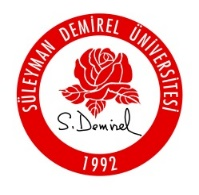 SÜLEYMAN DEMİREL ÜNİVERSİTESİ
S. Demirel
1992